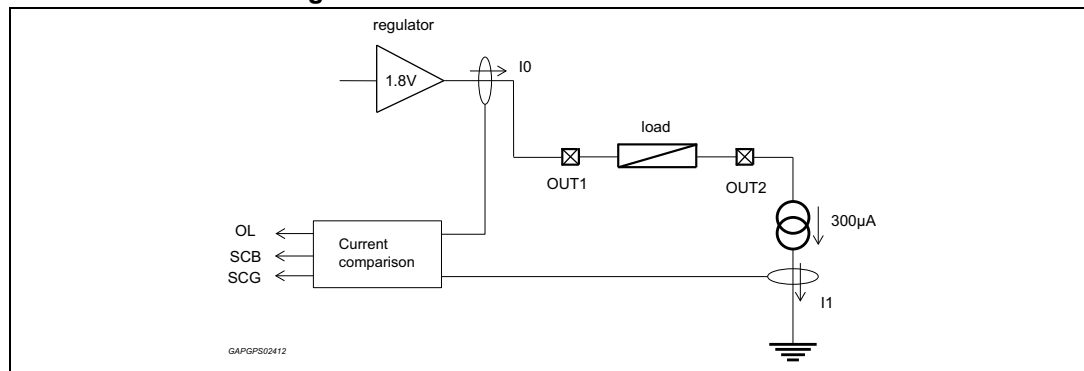 regulator
1.8V
I0
load
OUT1
OUT2
300µA
OL
SCB
SCG
Current
comparison
I1
GAPGPS02412